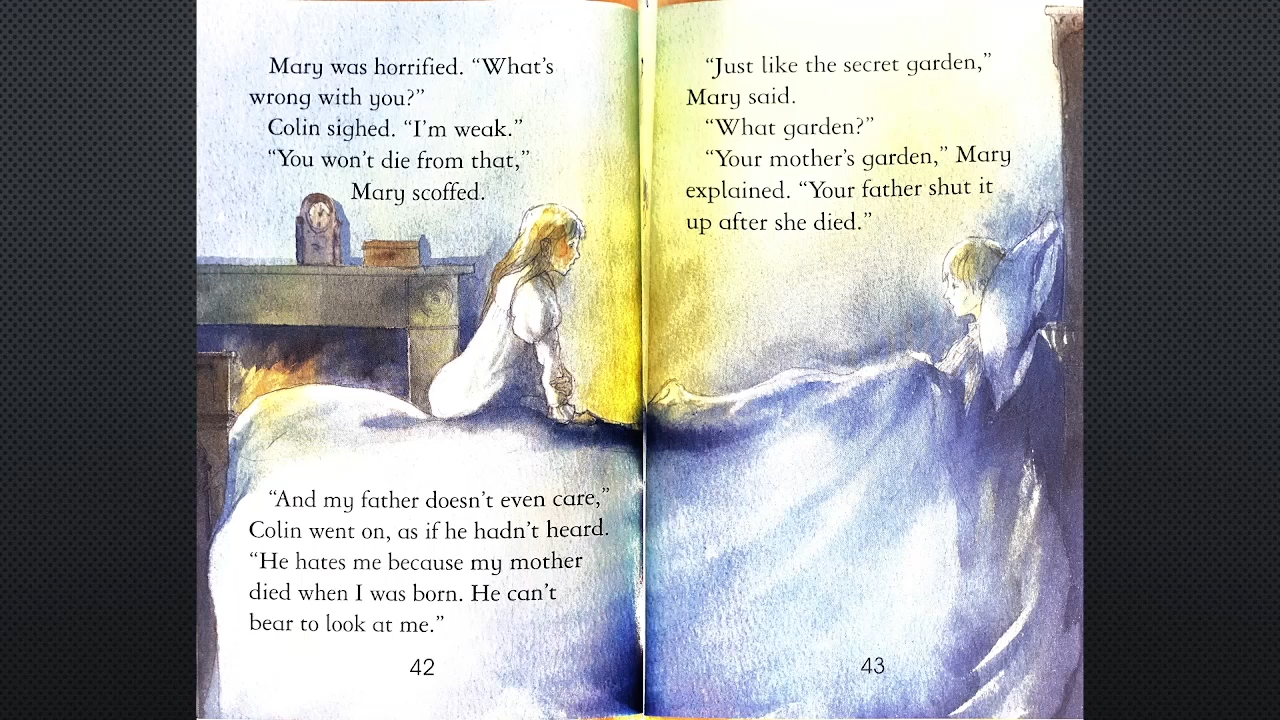 Mary was horrified. “What’s
wrong with you?”
Colin sighed. “I’m weak.”
“You won’t die from that,”
Mary scoffed.
“And my father doesn’t even care,”
Colin went on, as if he hadn’t heard.
“He hates me because my mother
died when I was born. He can’t
bear to look at me.”
42
“Just like the secret garden,”
Mary said.
“What garden?”
“Your mother’s garden,” Mary
explained. “Your father shut it
up after she died.”
43